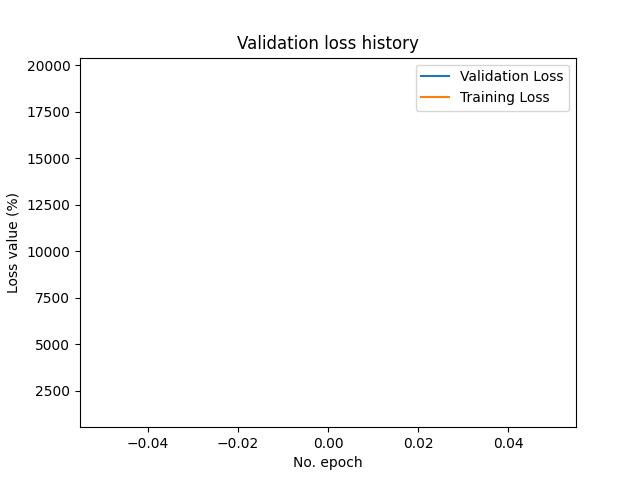 Validation loss history
Validation Loss
Training Loss
20000
17500
15000
12500
10000
7500
5000
2500
Loss value (%)
−0.04
−0.02
0.00
0.02
0.04
No. epoch